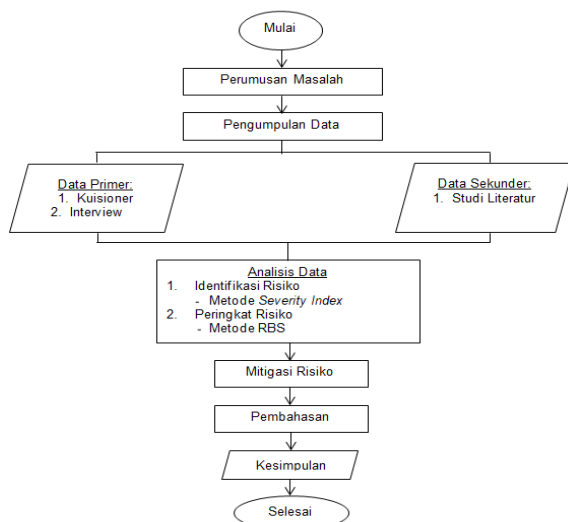 Mulai
Perumusan Masalah
Pengumpulan Data
Data Primer:
1. Kuisioner
2. Interview
Data Sekunder:
1. Studi Literatur
Analisis Data
1. Identifikasi Risiko
- Metode Severity Index
2. Peringkat Risiko
- Metode RBS
Mitigasi Risiko
Pembahasan
Kesimpulan
Selesai